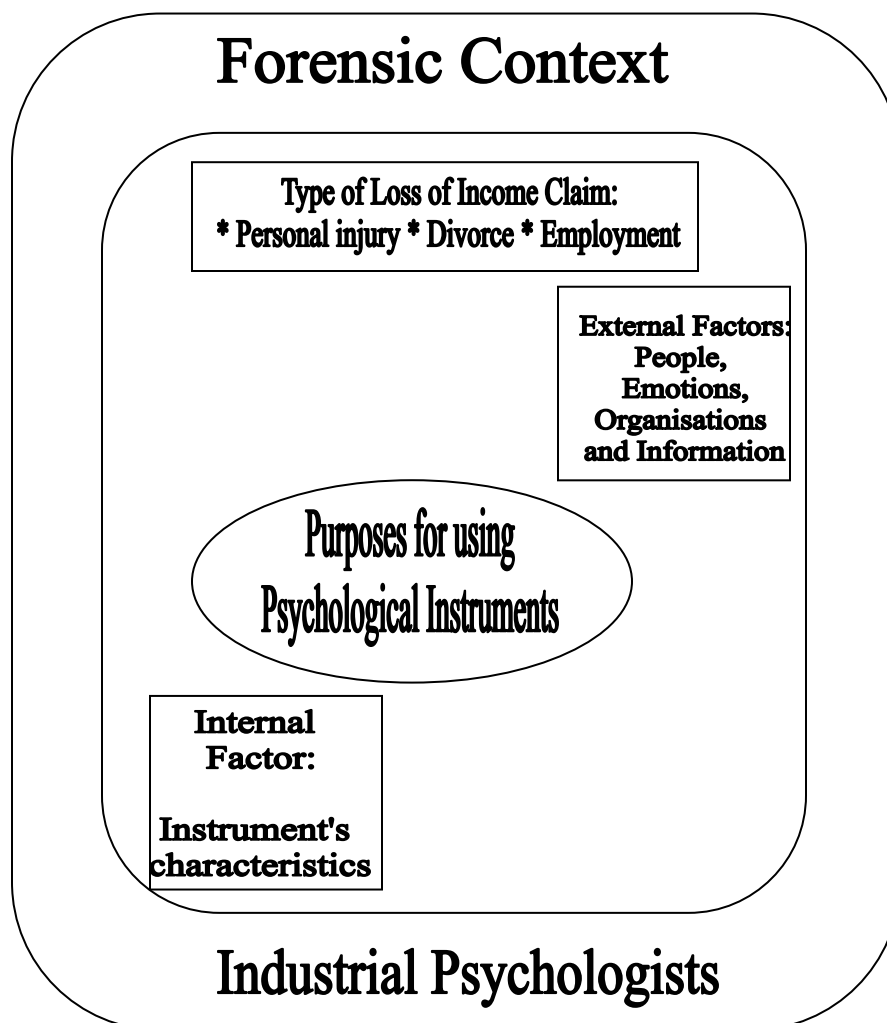 Forensic Context
Type of Loss of Income Claim:
* Personal injury * Divorce * Employment
External Factors:
People,
Emotions,
Organisations
and Information
Purposes for using
Psychological Instruments
Internal
Factor:
Instrument's
characteristics
Industrial Psychologists